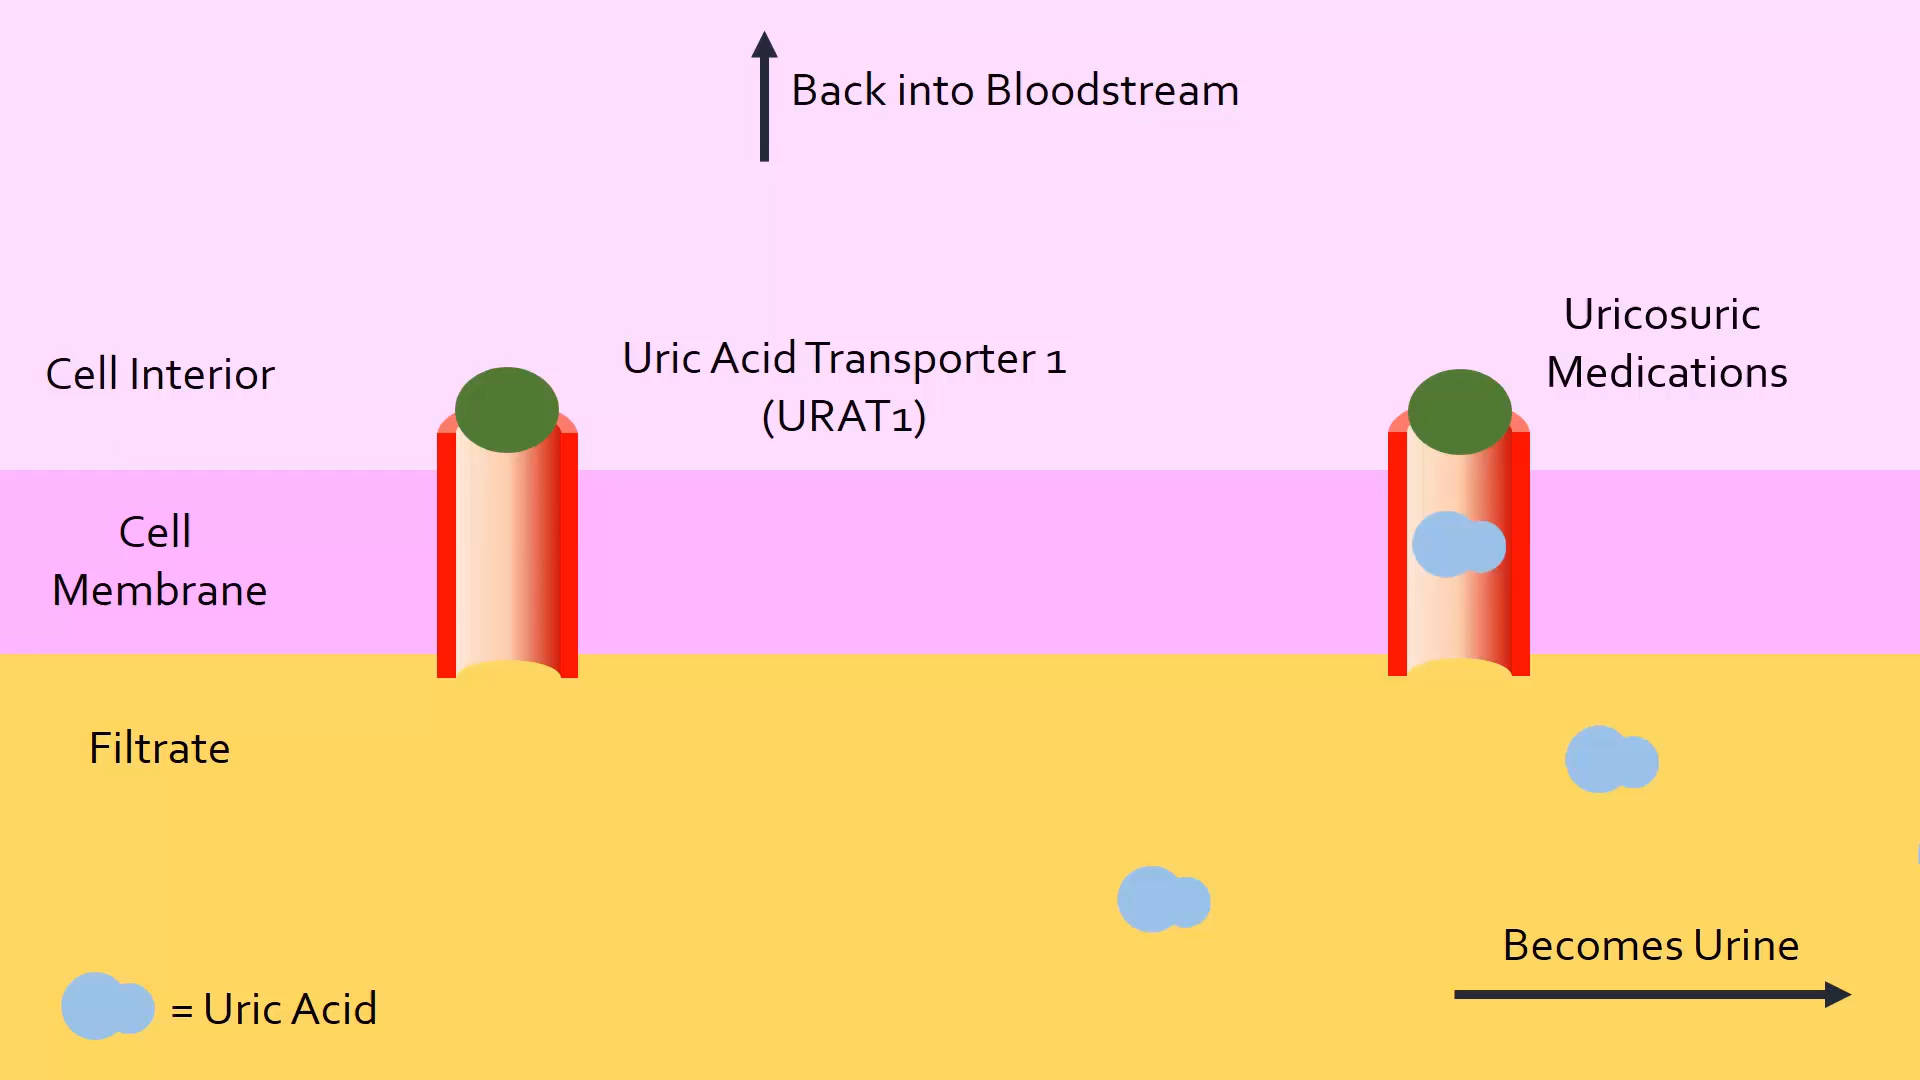 Back into Bloodstream
Uricosuric
Medications
Uric Acid Transporter 1
(URAT1)
Cell Interior
Cell
Membrane
Filtrate
Becomes Urine
= Uric Acid